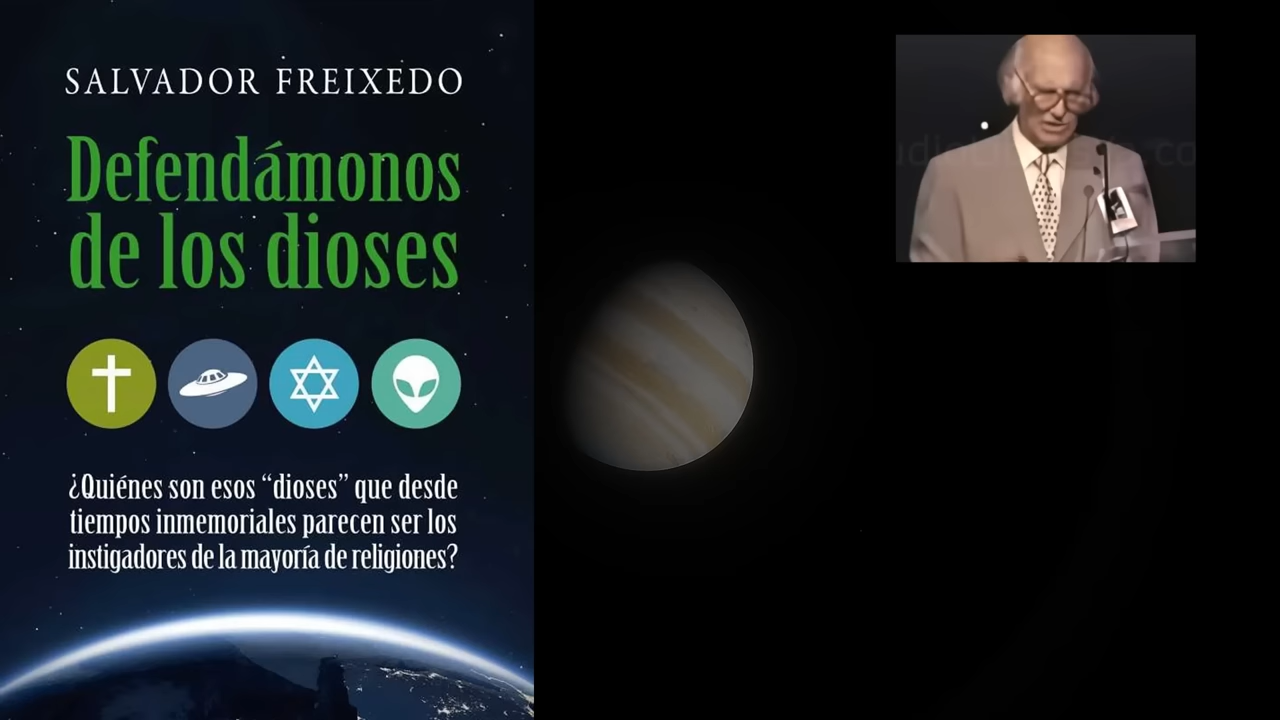 SALVADOR FREIXEDO
Defendámonos
de los dioses
¿Quiénes son esos “dioses” que desde
tiempos inmemoriales parecen ser los
instigadores de la mayoría de religiones?